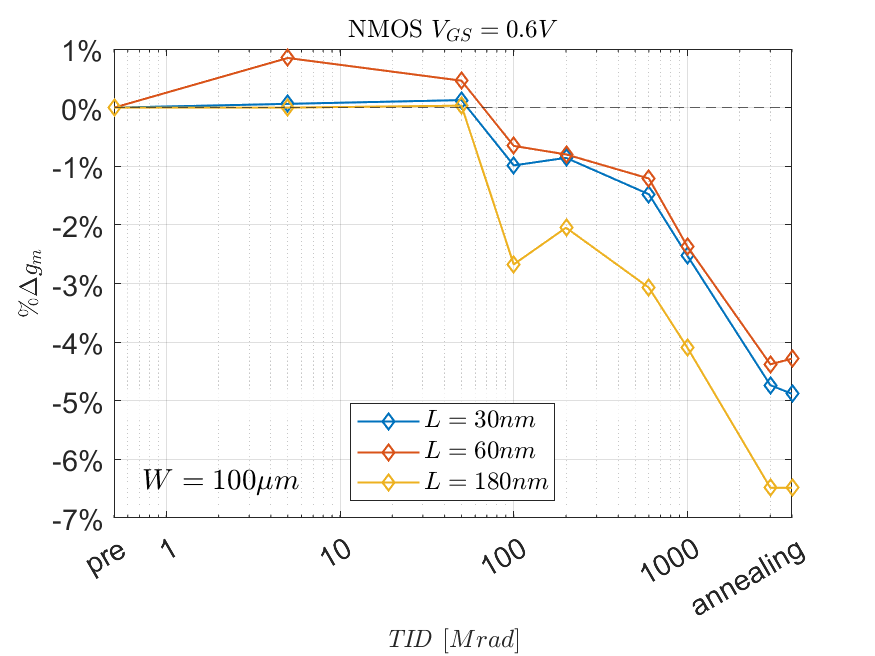 NMOS V_GS = 0.6V
1%
0%
-1%
-2%
-3%
-4%
-5%
-6%
-7%
%Δg_m
L = 30nm
L = 60nm
L = 180nm
W = 100μm
pre
1
10
100
1000
annealing
TID [Mrad]